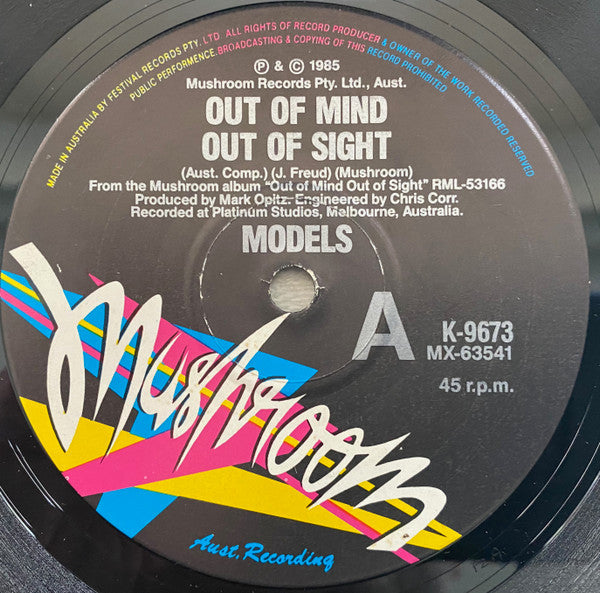 MADE IN AUSTRALIA BY FESTIVAL RECORDS PTY. LTD. ALL RIGHTS OF RECORD PRODUCER & OWNER OF THE WORK RECORDED RESERVED
PUBLIC PERFORMENCE, BROADCASTING & COPYING OF THIS RECORD PROHIBITED
℗ & © 1985
Mushroom Records Pty. Ltd., Aust.
OUT OF MIND
OUT OF SIGHT
(Aust. Comp.) (J. Freud) (Mushroom)
From the Mushroom album "Out of Mind Out of Sight" RML-53166
Produced by Mark Opitz. Engineered by Chris Corr.
Recorded at Platinum Studios, Melbourne, Australia.
MODELS
A
K-9673
MX-63541
45 r.p.m.
Mushroom
Aust. Recording